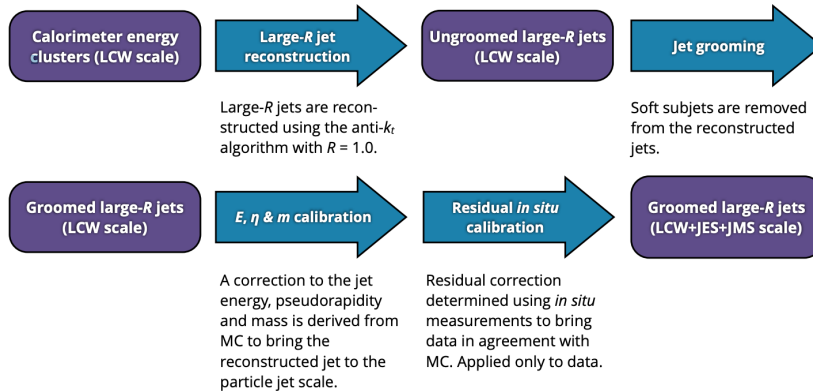 Calorimeter energy
clusters (LCW scale)
Large-R jet
reconstruction
Ungroomed large-R jets
(LCW scale)
Jet grooming
Large-R jets are recon-
structed using the anti-kt
algorithm with R = 1.0.
Soft subjets are removed
from the reconstructed
jets.
Groomed large-R jets
(LCW scale)
E, η & m calibration
Residual in situ
calibration
Groomed large-R jets
(LCW+JES+JMS scale)
A correction to the jet
energy, pseudorapidity
and mass is derived from
MC to bring the
reconstructed jet to the
particle jet scale.
Residual correction
determined using in situ
measurements to bring
data in agreement with
MC. Applied only to data.